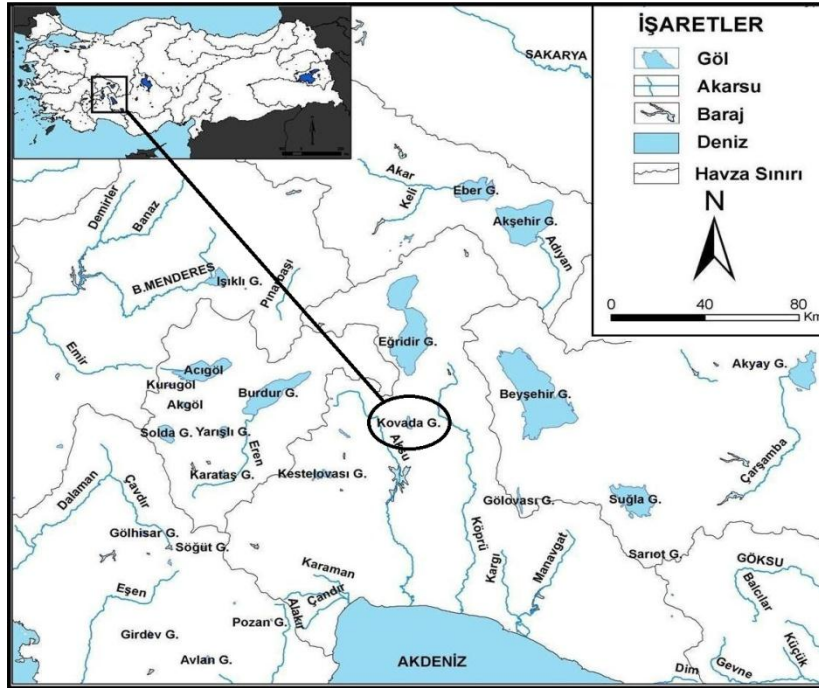 İŞARETLER
Göl
Akarsu
Baraj
Deniz
Havza Sınırı
N
0 40 80
Km
SAKARYA
Akar
Keli
Eber G.
Akşehir G.
Adıyan
Demirler
Banaz
B.MENDERES
Işıklı G.
Pınarbaşı
Eğridir G.
Emir
Acıgöl
Kurugöl
Akgöl
Burdur G.
Beyşehir G.
Akyay G.
Kovada G.
Aksu
Salda G.
Yarışlı G.
Eren
Karataş G.
Kestelovası G.
Çarşamba
Dalaman
Çavdır
Gölovası G.
Suğla G.
Gölhisar G.
Söğüt G.
Köprü
Kargı
Manavgat
Sarıot G.
GÖKSU
Balcılar
Karaman
Çandır
Alakır
Eşen
Pozan G.
Girdev G.
Avlan G.
AKDENİZ
Dim
Gevne
Küçük